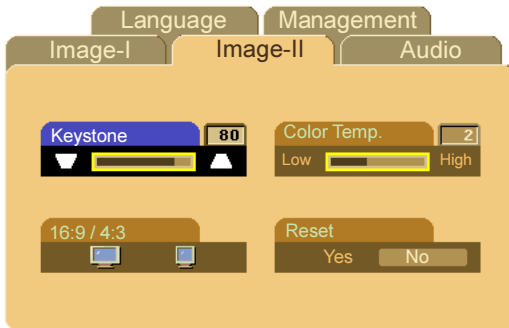 Language Management
Image-I Image-II Audio
Keystone 80
Color Temp. 2
Low High
16:9 / 4:3
Reset
Yes No